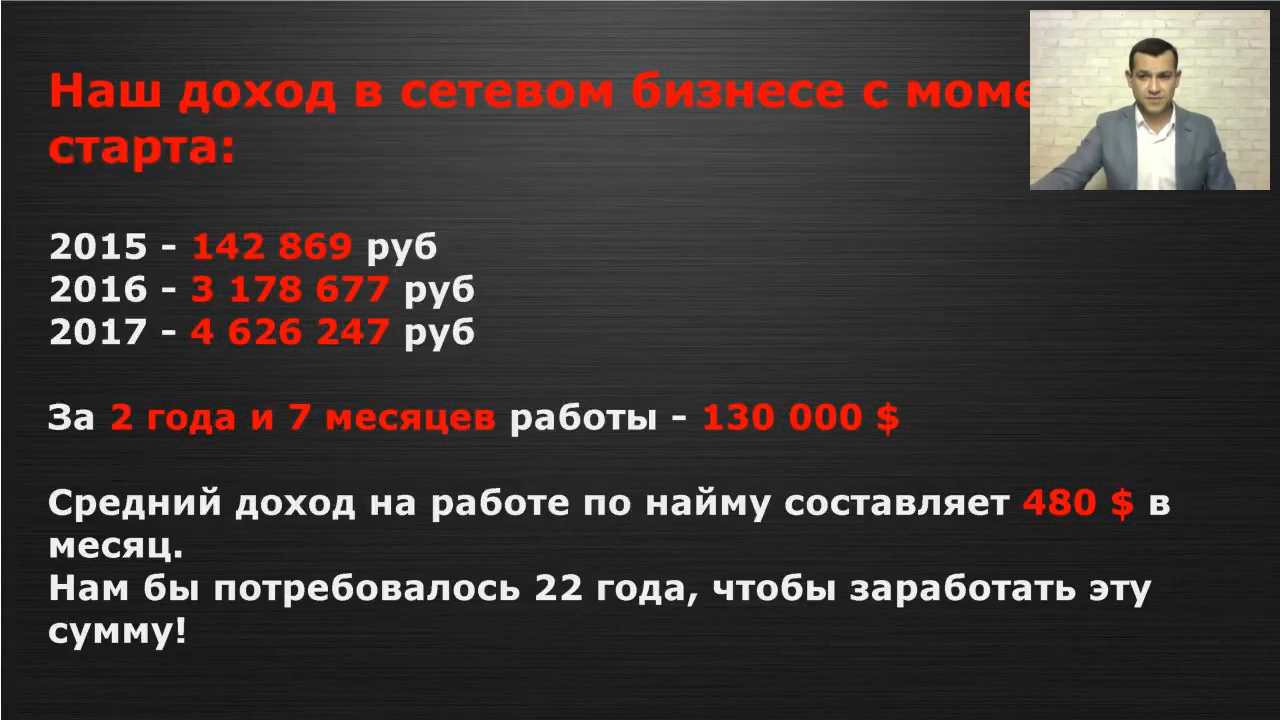 Наш доход в сетевом бизнесе с
старта:
2015 - 142 869 руб
2016 - 3 178 677 руб
2017 - 4 626 247 руб
За 2 года и 7 месяцев работы - 130 000 $
Средний доход на работе по найму составляет 480 $ в
месяц.
Нам бы потребовалось 22 года, чтобы заработать эту
сумму!